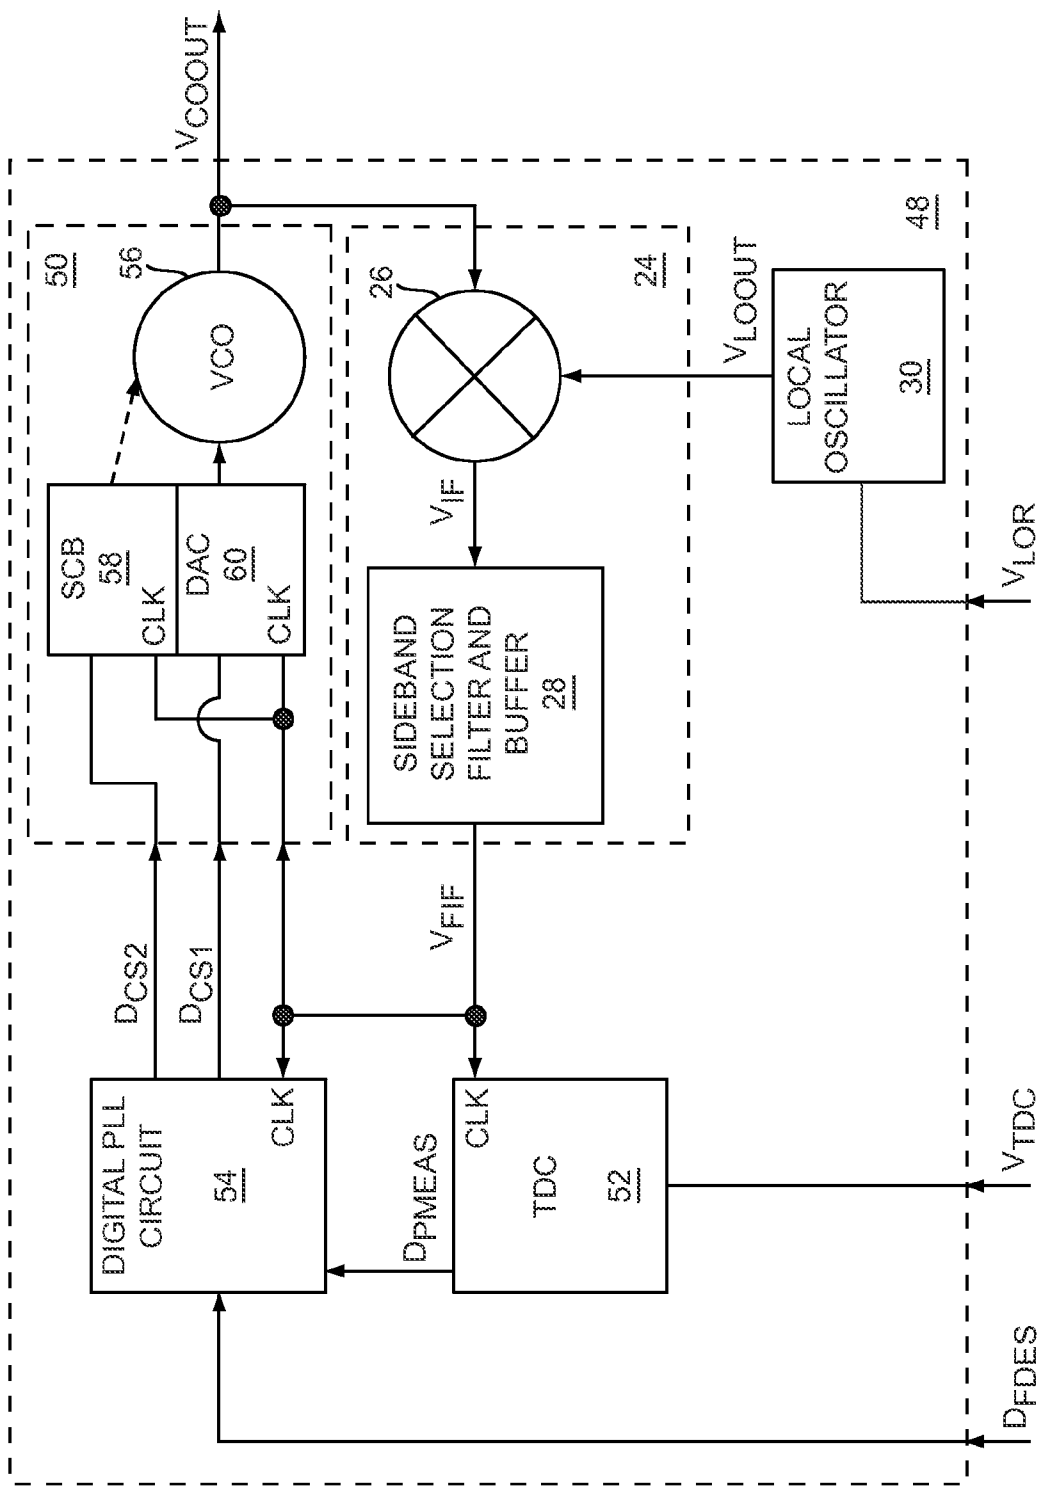 DIGITAL PLL
CIRCUIT
54
CLK
DCS2
DCS1
SCB
58
CLK
DAC
60
CLK
50
56
VCO
VCOOUT
DPMEAS
CLK
TDC
52
VFIF
SIDEBAND
SELECTION
FILTER AND
BUFFER
28
VIF
26
24
VLOOUT
LOCAL
OSCILLATOR
30
48
DFDES
VTDC
VLOR